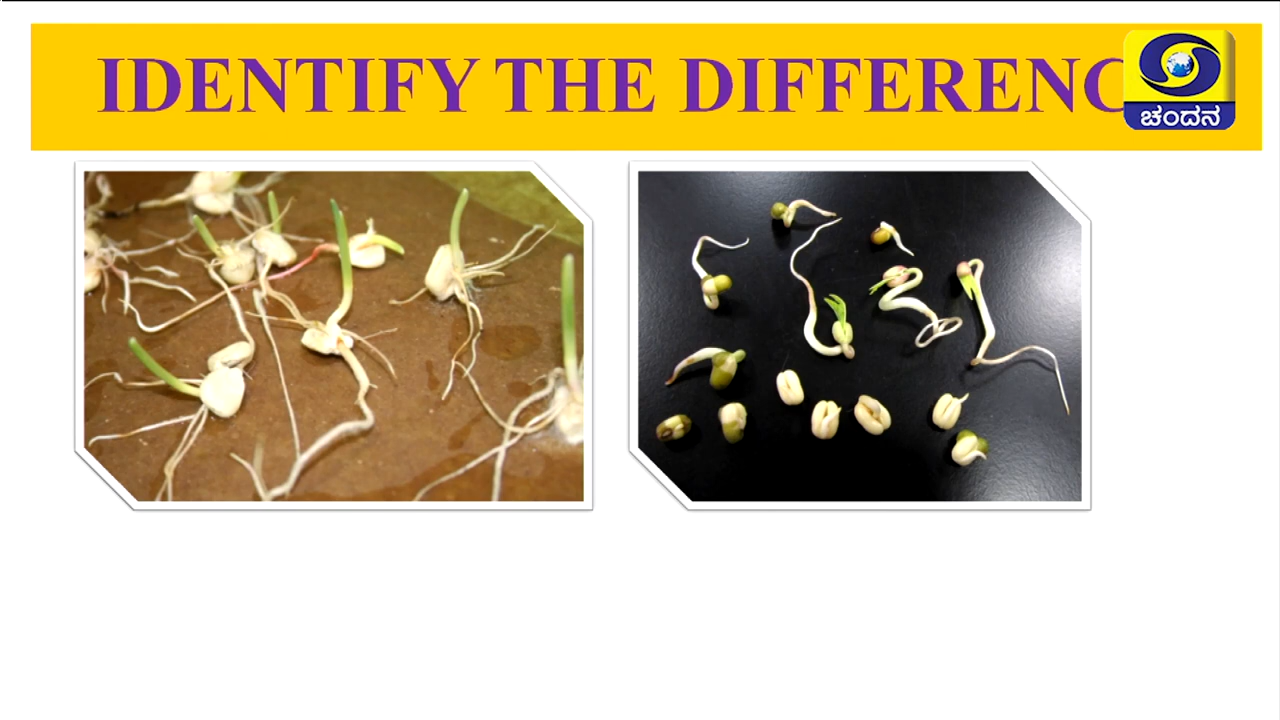 IDENTIFY THE DIFFERENC
ಚಂದನ